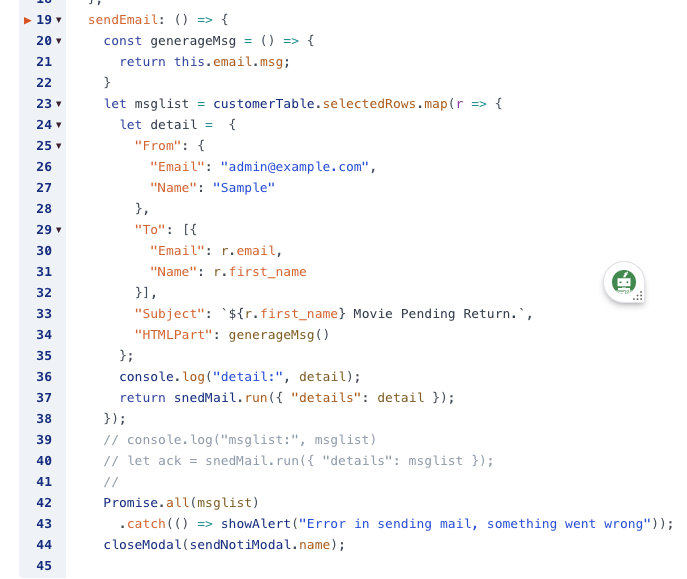 19 sendEmail: () => {
20 const generageMsg = () => {
21 return this.email.msg;
22 }
23 let msglist = customerTable.selectedRows.map(r => {
24 let detail =  {
25 "From": {
26 "Email": "admin@example.com",
27 "Name": "Sample"
28 },
29 "To": [{
30 "Email": r.email,
31 "Name": r.first_name
32 }],
33 "Subject": `${r.first_name} Movie Pending Return.`,
34 "HTMLPart": generageMsg()
35 };
36 console.log("detail:", detail);
37 return snedMail.run({ "details": detail });
38 });
39 // console.log("msglist:", msglist)
40 // let ack = snedMail.run({ "details": msglist });
41 //
42 Promise.all(msglist)
43 .catch(() => showAlert("Error in sending mail, something went wrong"));
44 closeModal(sendNotiModal.name);
45